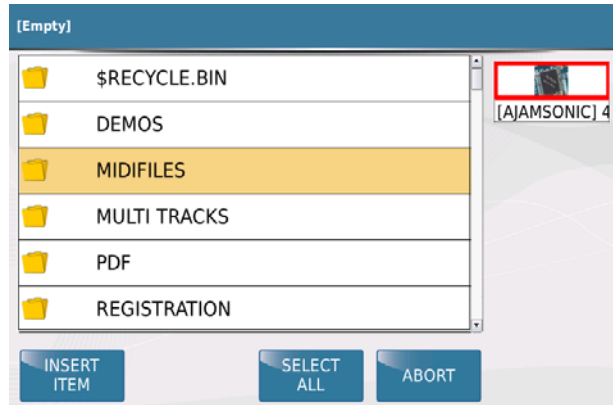 [Empty]
$RECYCLE.BIN
[AJAMSONIC] 4
DEMOS
MIDIFILES
MULTI TRACKS
PDF
REGISTRATION
INSERT
ITEM
SELECT
ALL
ABORT